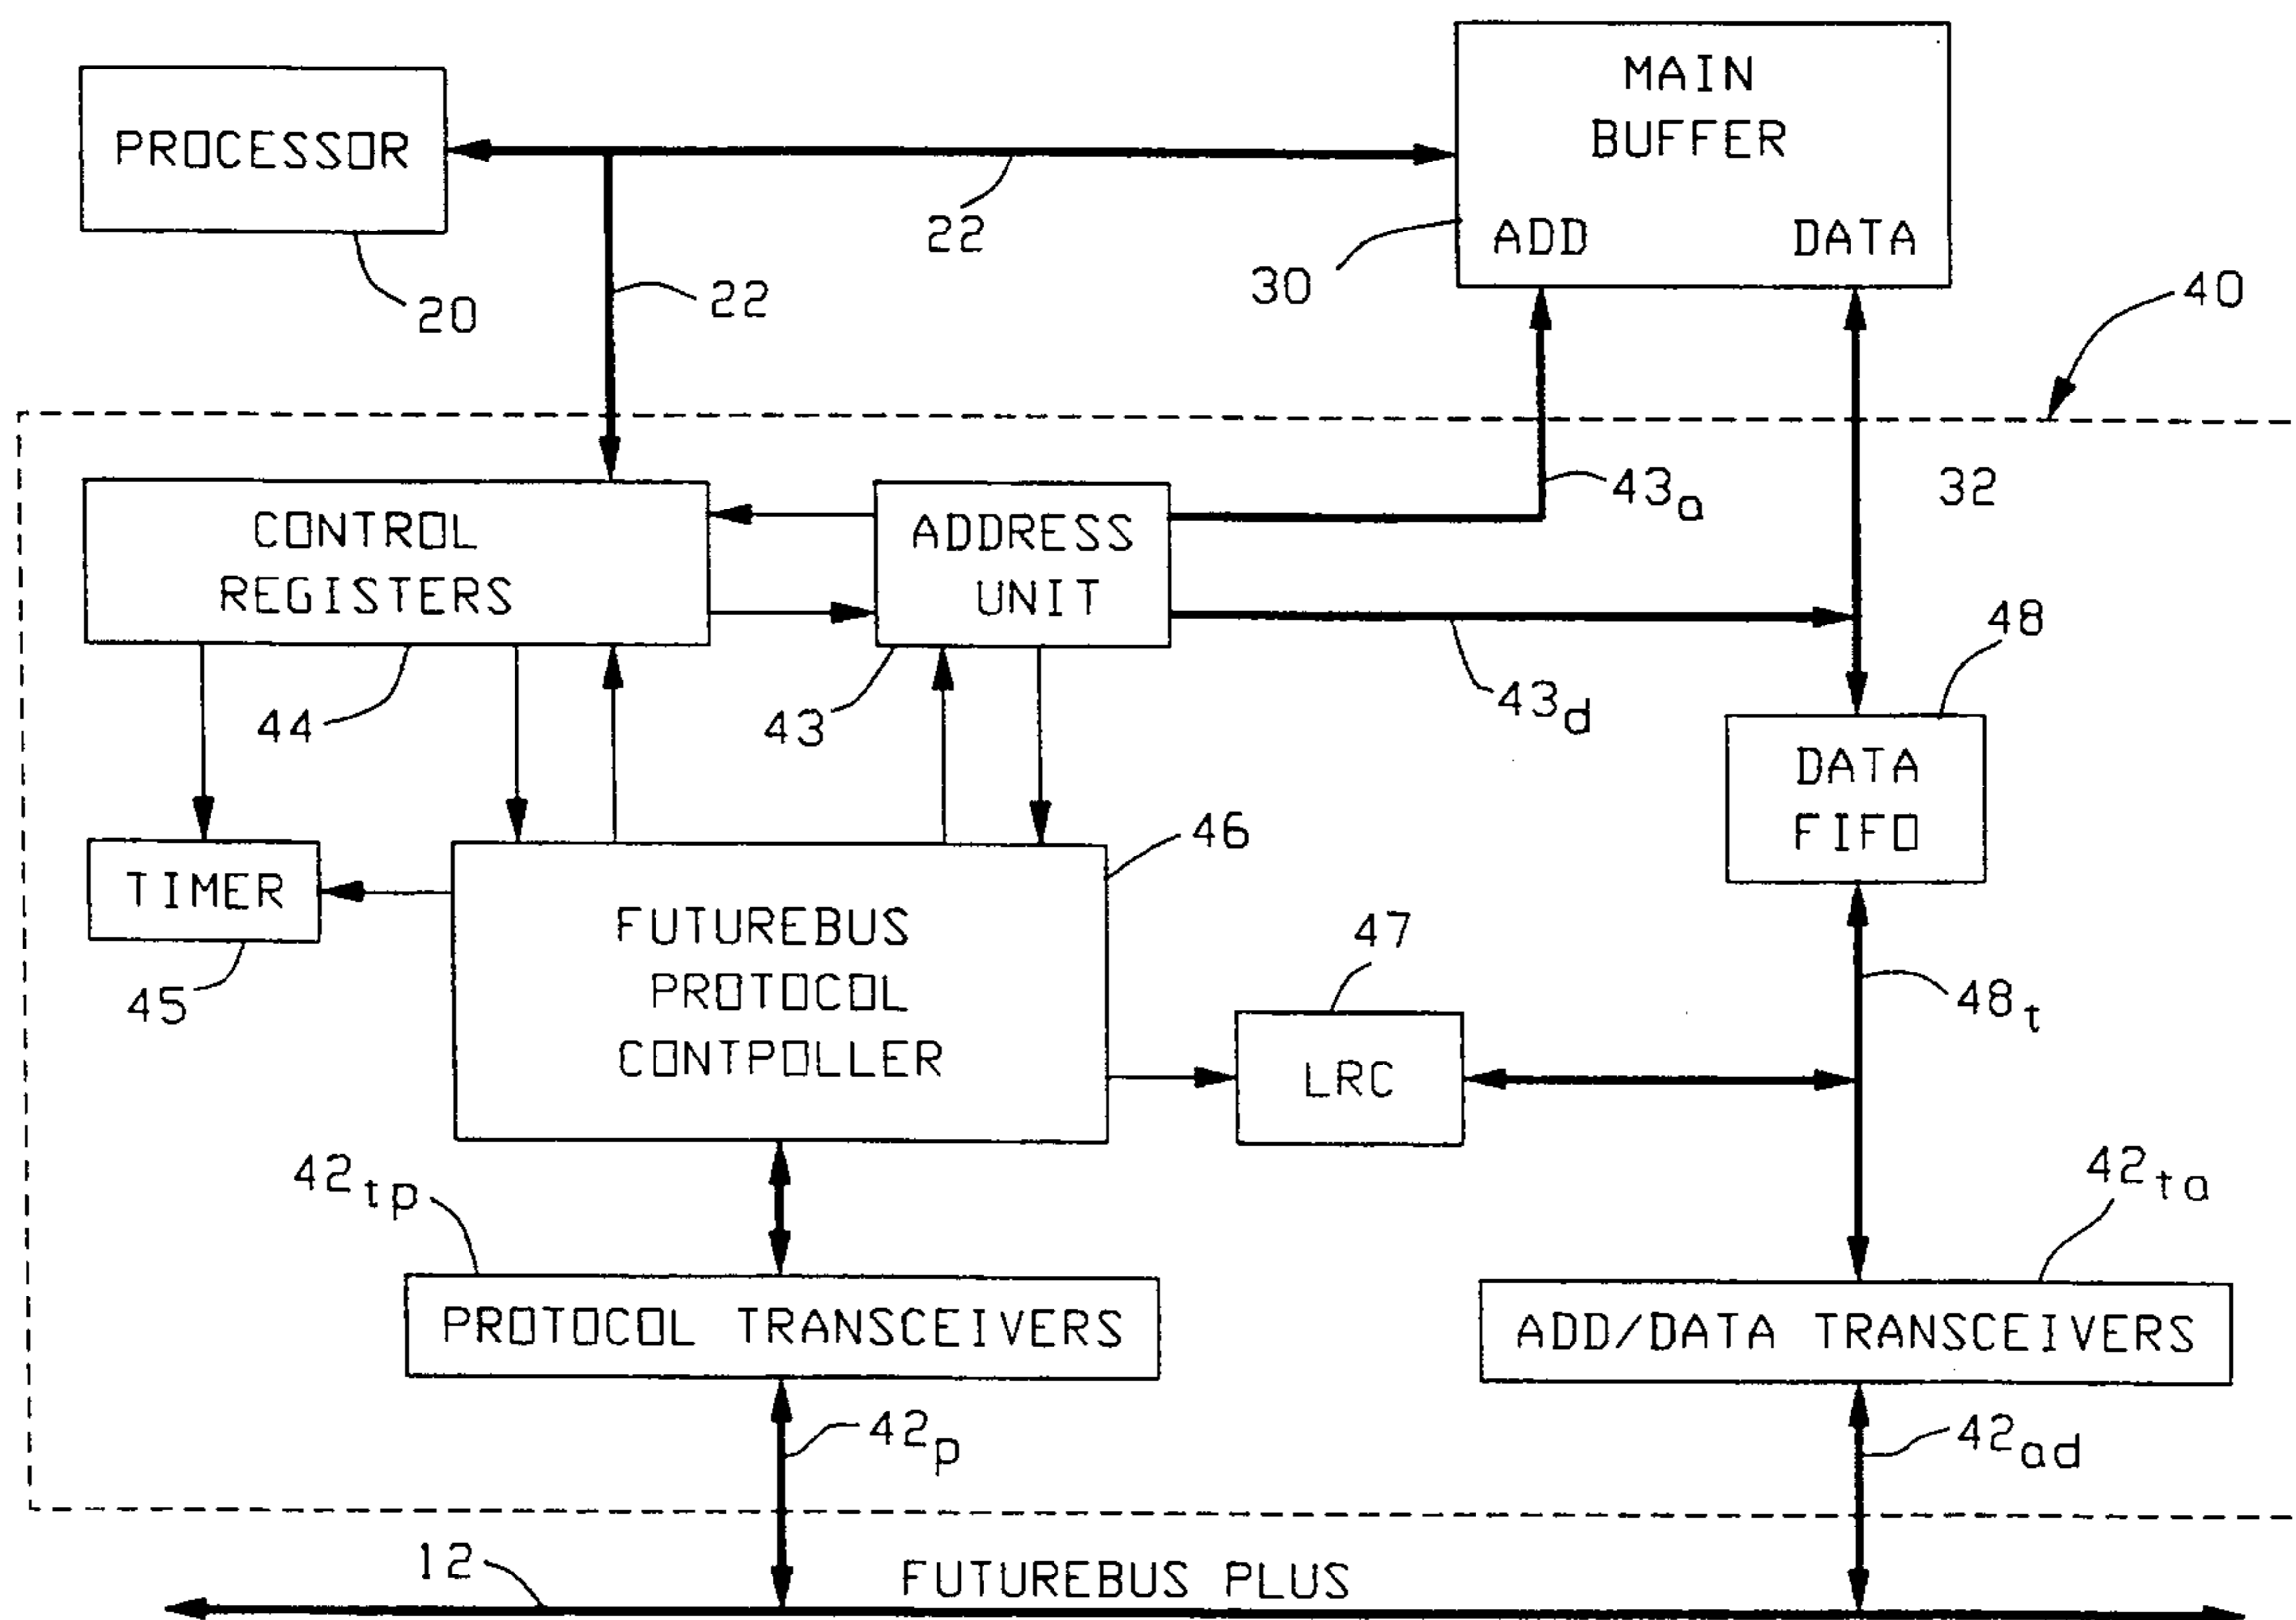 MAIN
BUFFER
PROCESSOR
22
ADD DATA
30
20
22
40
43a
32
CONTROL
REGISTERS
ADDRESS
UNIT
48
44
43
43d
DATA
FIFO
46
TIMER
FUTUREBUS
PROTOCOL
CONTPOLLER
47
45
48t
LRC
42tp
42ta
PROTOCOL TRANSCEIVERS
ADD/DATA TRANSCEIVERS
42p
42ad
12
FUTUREBUS PLUS